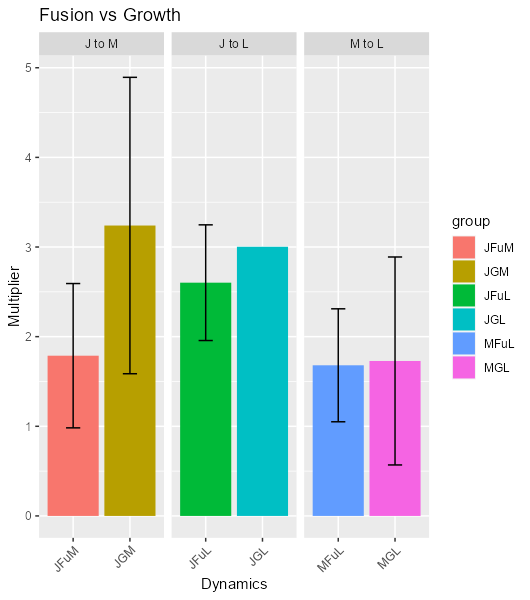 Fusion vs Growth
J to M
J to L
M to L
5
4
3
2
1
0
Multiplier
JFuM
JGM
JFuL
JGL
MFuL
MGL
Dynamics
group
JFuM
JGM
JFuL
JGL
MFuL
MGL